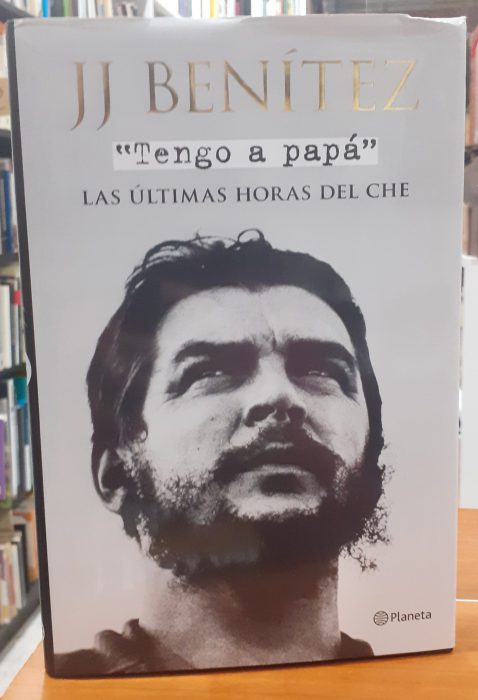 JJ BENÍTEZ
“Tengo a papá”
LAS ÚLTIMAS HORAS DEL CHE
Planeta